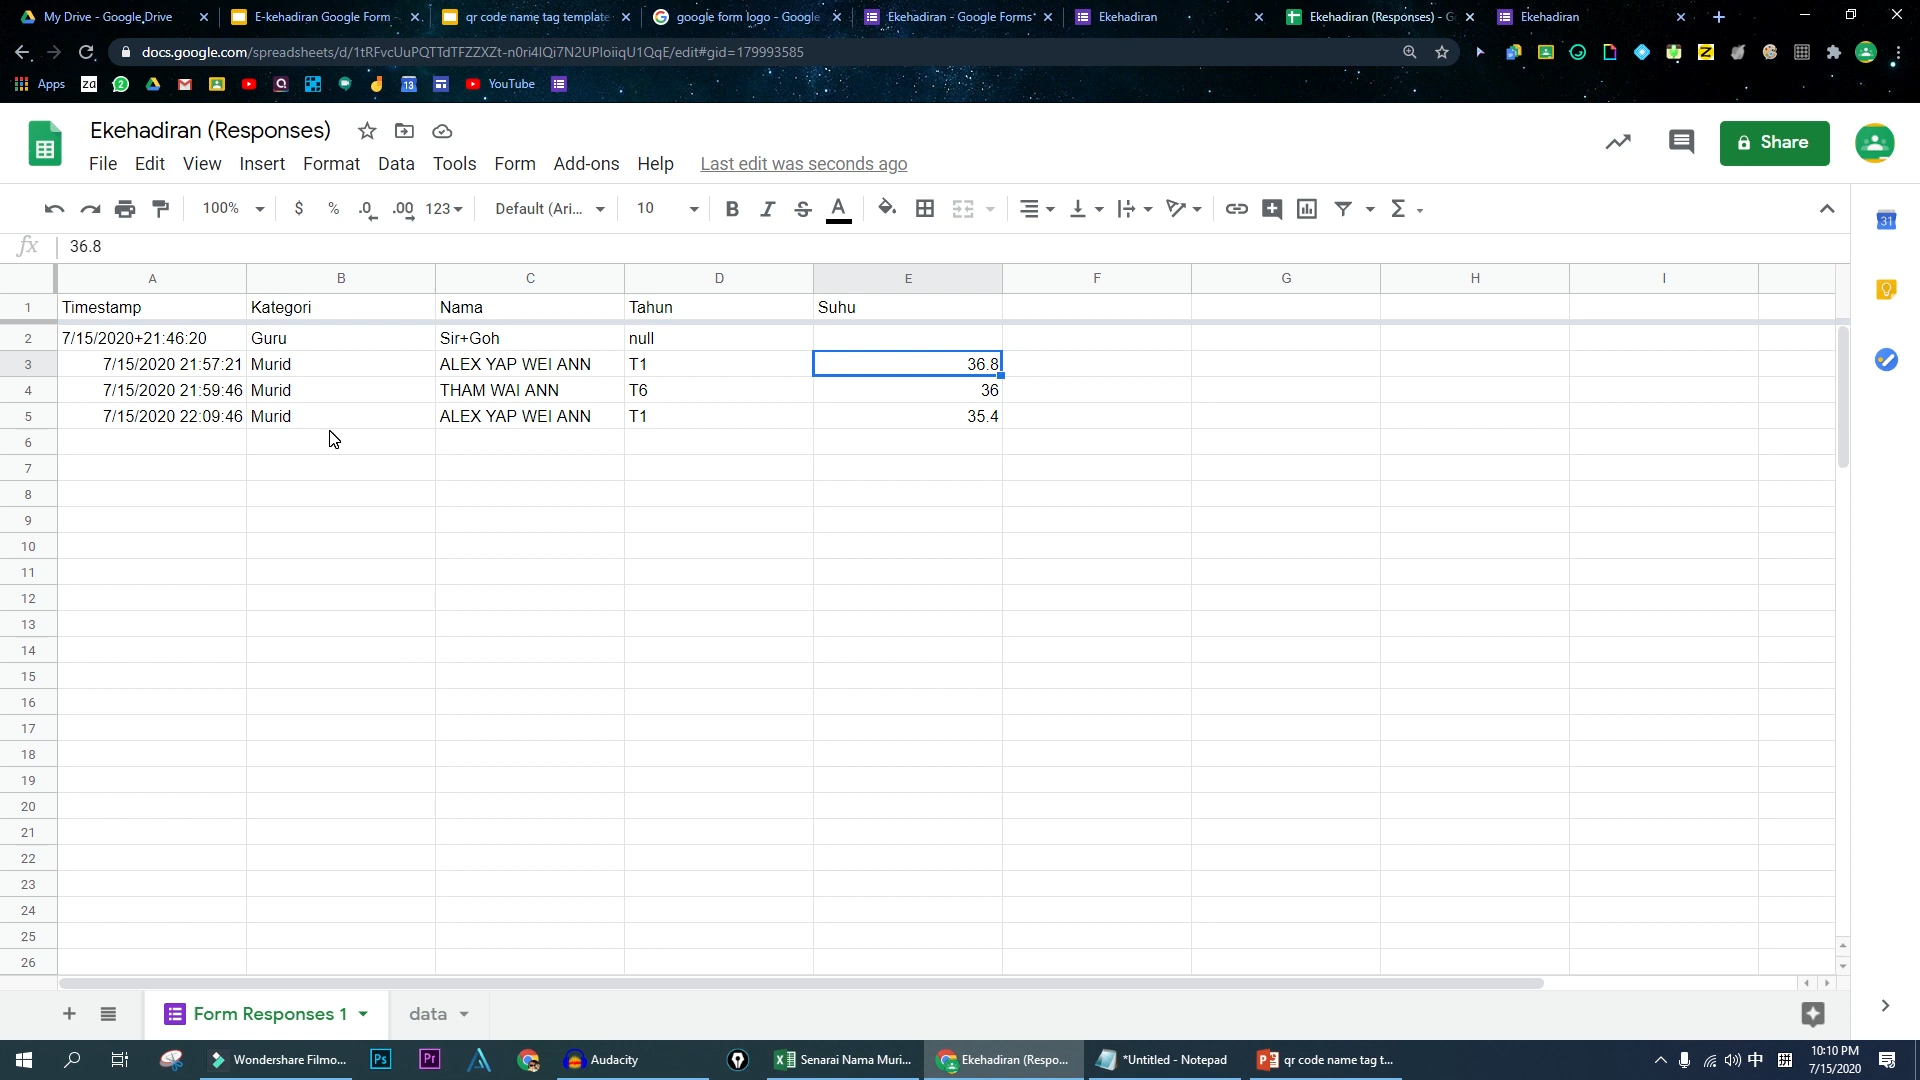 My Drive - Google Drive
E-kehadiran Google Form -
qr code name tag template
google form logo - Google
Ekehadiran - Google Forms
Ekehadiran
Ekehadiran (Responses) - G
Ekehadiran
docs.google.com/spreadsheets/d/1tRFvcUuPQTTdTFZZXZt-n0ri4lQi7N2UPloiiqU1QqE/edit#gid=179993585
Apps
YouTube
Ekehadiran (Responses)
Share
File Edit View Insert Format Data Tools Form Add-ons Help Last edit was seconds ago
100% $ % .0 .00 123 Default (Ari... 10 B I S A Σ
fx 36.8
A B C D E F G H I
1 Timestamp Kategori Nama Tahun Suhu
2 7/15/2020+21:46:20 Guru Sir+Goh null
3 7/15/2020 21:57:21 Murid ALEX YAP WEI ANN T1 36.8
4 7/15/2020 21:59:46 Murid THAM WAI ANN T6 36
5 7/15/2020 22:09:46 Murid ALEX YAP WEI ANN T1 35.4
6
7
8
9
10
11
12
13
14
15
16
17
18
19
20
21
22
23
24
25
26
Form Responses 1 data
Wondershare Filmo...
Ps
Pr
Audacity
Senarai Nama Muri...
Ekehadiran (Respo...
*Untitled - Notepad
qr code name tag t...
中 拼
10:10 PM
7/15/2020